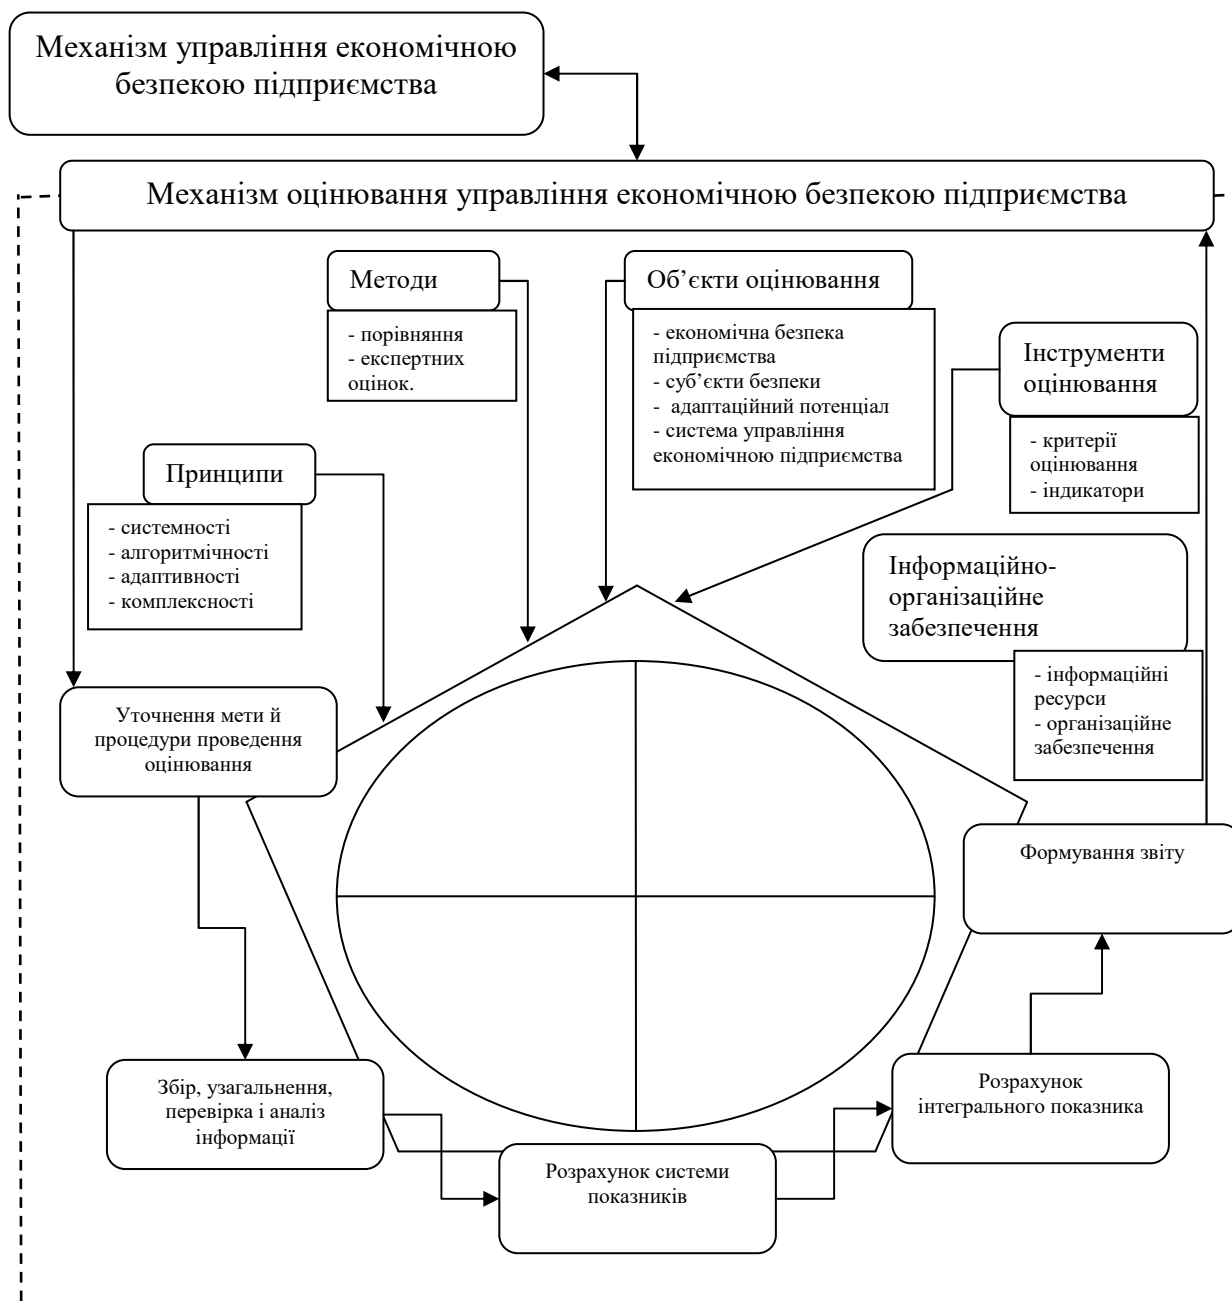 Механізм управління економічною
безпекою підприємства
Механізм оцінювання управління економічною безпекою підприємства
Методи
- порівняння
- експертних
оцінок.
Об’єкти оцінювання
- економічна безпека
підприємства
- суб’єкти безпеки
- адаптаційний потенціал
- система управління
економічною підприємства
Інструменти
оцінювання
- критерії
оцінювання
- індикатори
Принципи
- системності
- алгоритмічності
- адаптивності
- комплексності
Інформаційно-
організаційне
забезпечення
- інформаційні
ресурси
- організаційне
забезпечення
Уточнення мети й
процедури проведення
оцінювання
Формування звіту
Збір, узагальнення,
перевірка і аналіз
інформації
Розрахунок системи
показників
Розрахунок
інтегрального показника